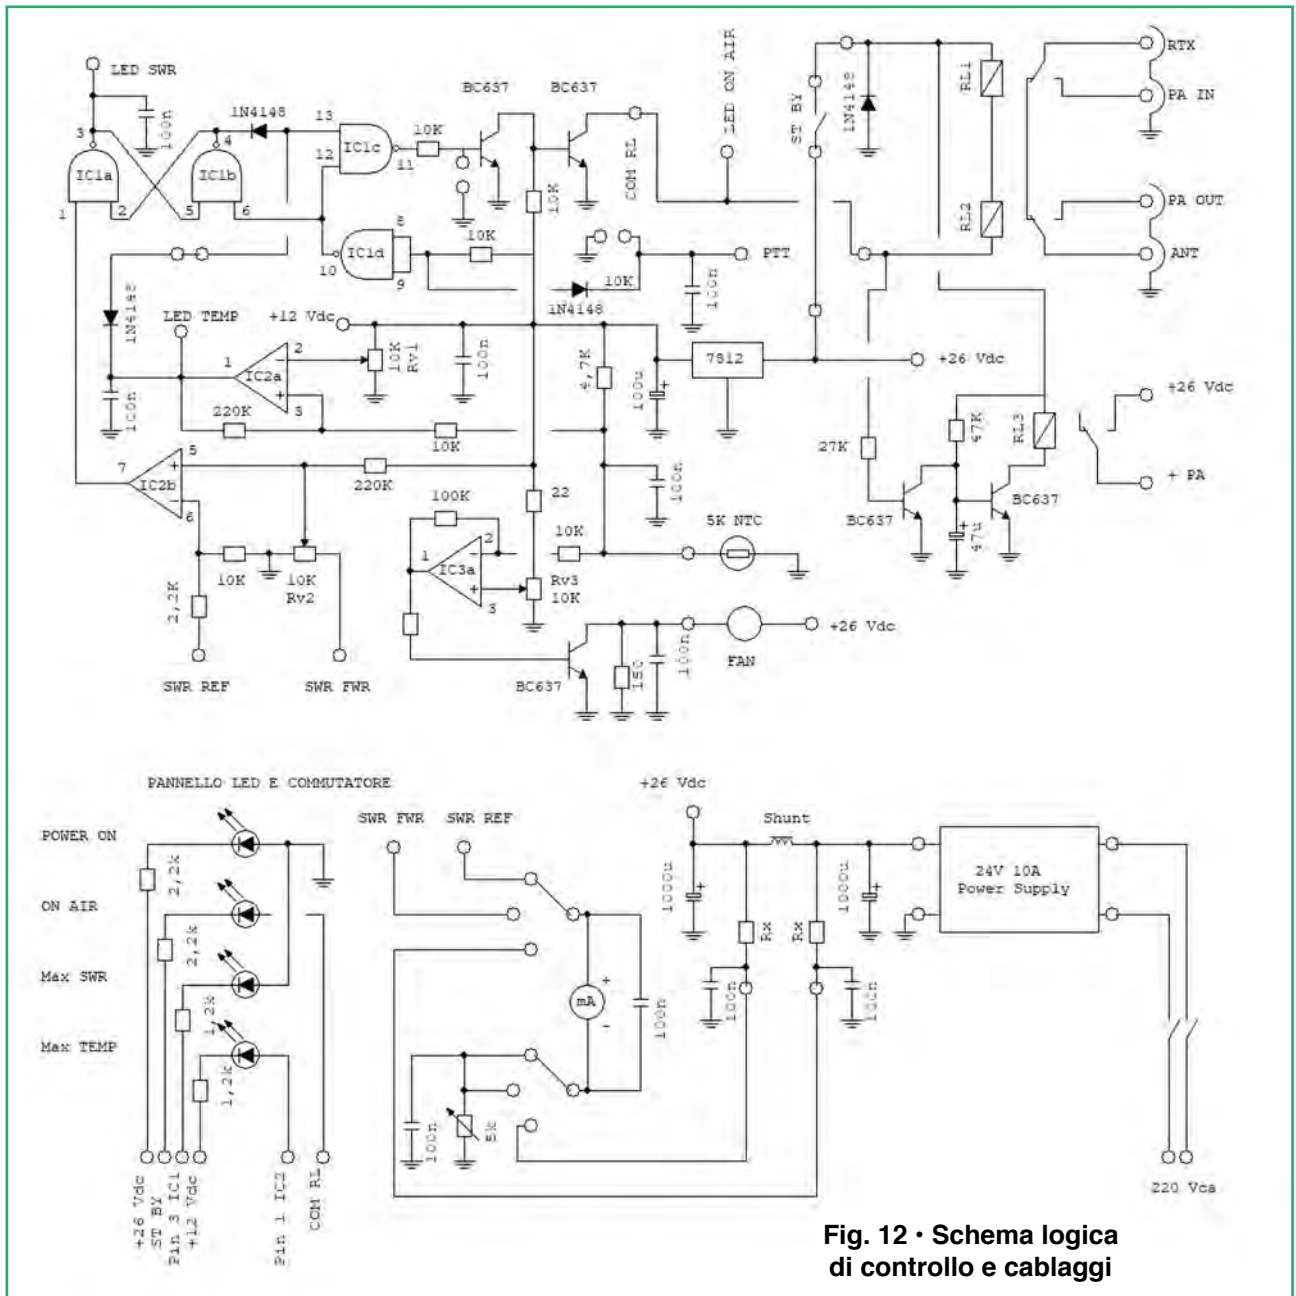 LED SWR
100n
1N4148
3
4
13
12
11
IC1a
IC1b
IC1c
1
2
5
6
10K
BC637
BC637
COM RL
LED ON AIR
ST BY
1N4148
RL1
RTX
PA IN
RL2
PA OUT
ANT
10K
8
9
10
IC1d
10K
10K
1N4148
PTT
100n
1N4148
LED TEMP
+12 Vdc
1
2
3
IC2a
10K
Rv1
100n
4,7K
100u
+
7812
+26 Vdc
+26 Vdc
+ PA
100n
220K
10K
7
5
6
IC2b
220K
100K
22
100n
27K
47K
RL3
BC637
BC637
47u
+
2,2K
10K
10K
Rv2
1
2
3
IC3a
10K
Rv3
10K
5K NTC
SWR REF
SWR FWR
BC637
150
100n
FAN
+26 Vdc
PANNELLO LED E COMMUTATORE
POWER ON
2,2k
ON AIR
2,2k
Max SWR
1,2k
Max TEMP
1,2k
+26 Vdc
ST BY
Pin 3 IC1
+12 Vdc
Pin 1 IC2
COM RL
SWR FWR
SWR REF
+
mA
-
100n
100n
5k
+26 Vdc
Shunt
1000u
+
1000u
+
Rx
Rx
100n
100n
24V 10A
Power Supply
220 Vca
Fig. 12 • Schema logica
di controllo e cablaggi